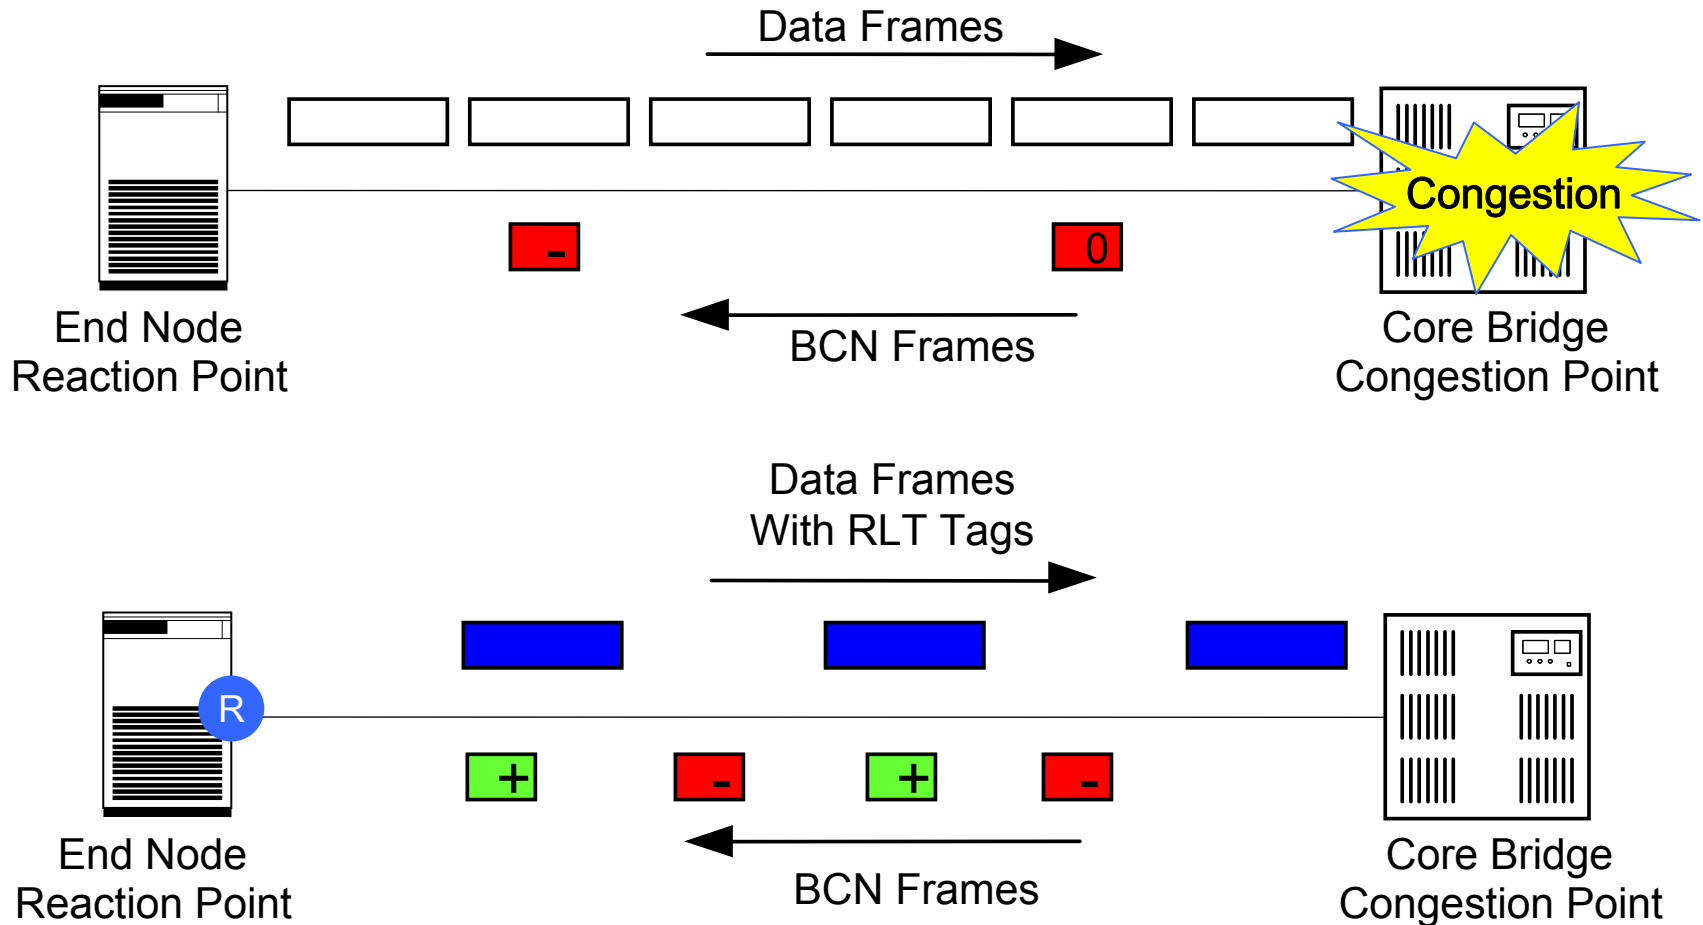 Data Frames
Congestion
- 0
End Node
Reaction Point
BCN Frames
Core Bridge
Congestion Point
Data Frames
With RLT Tags
R
+ - + -
End Node
Reaction Point
BCN Frames
Core Bridge
Congestion Point